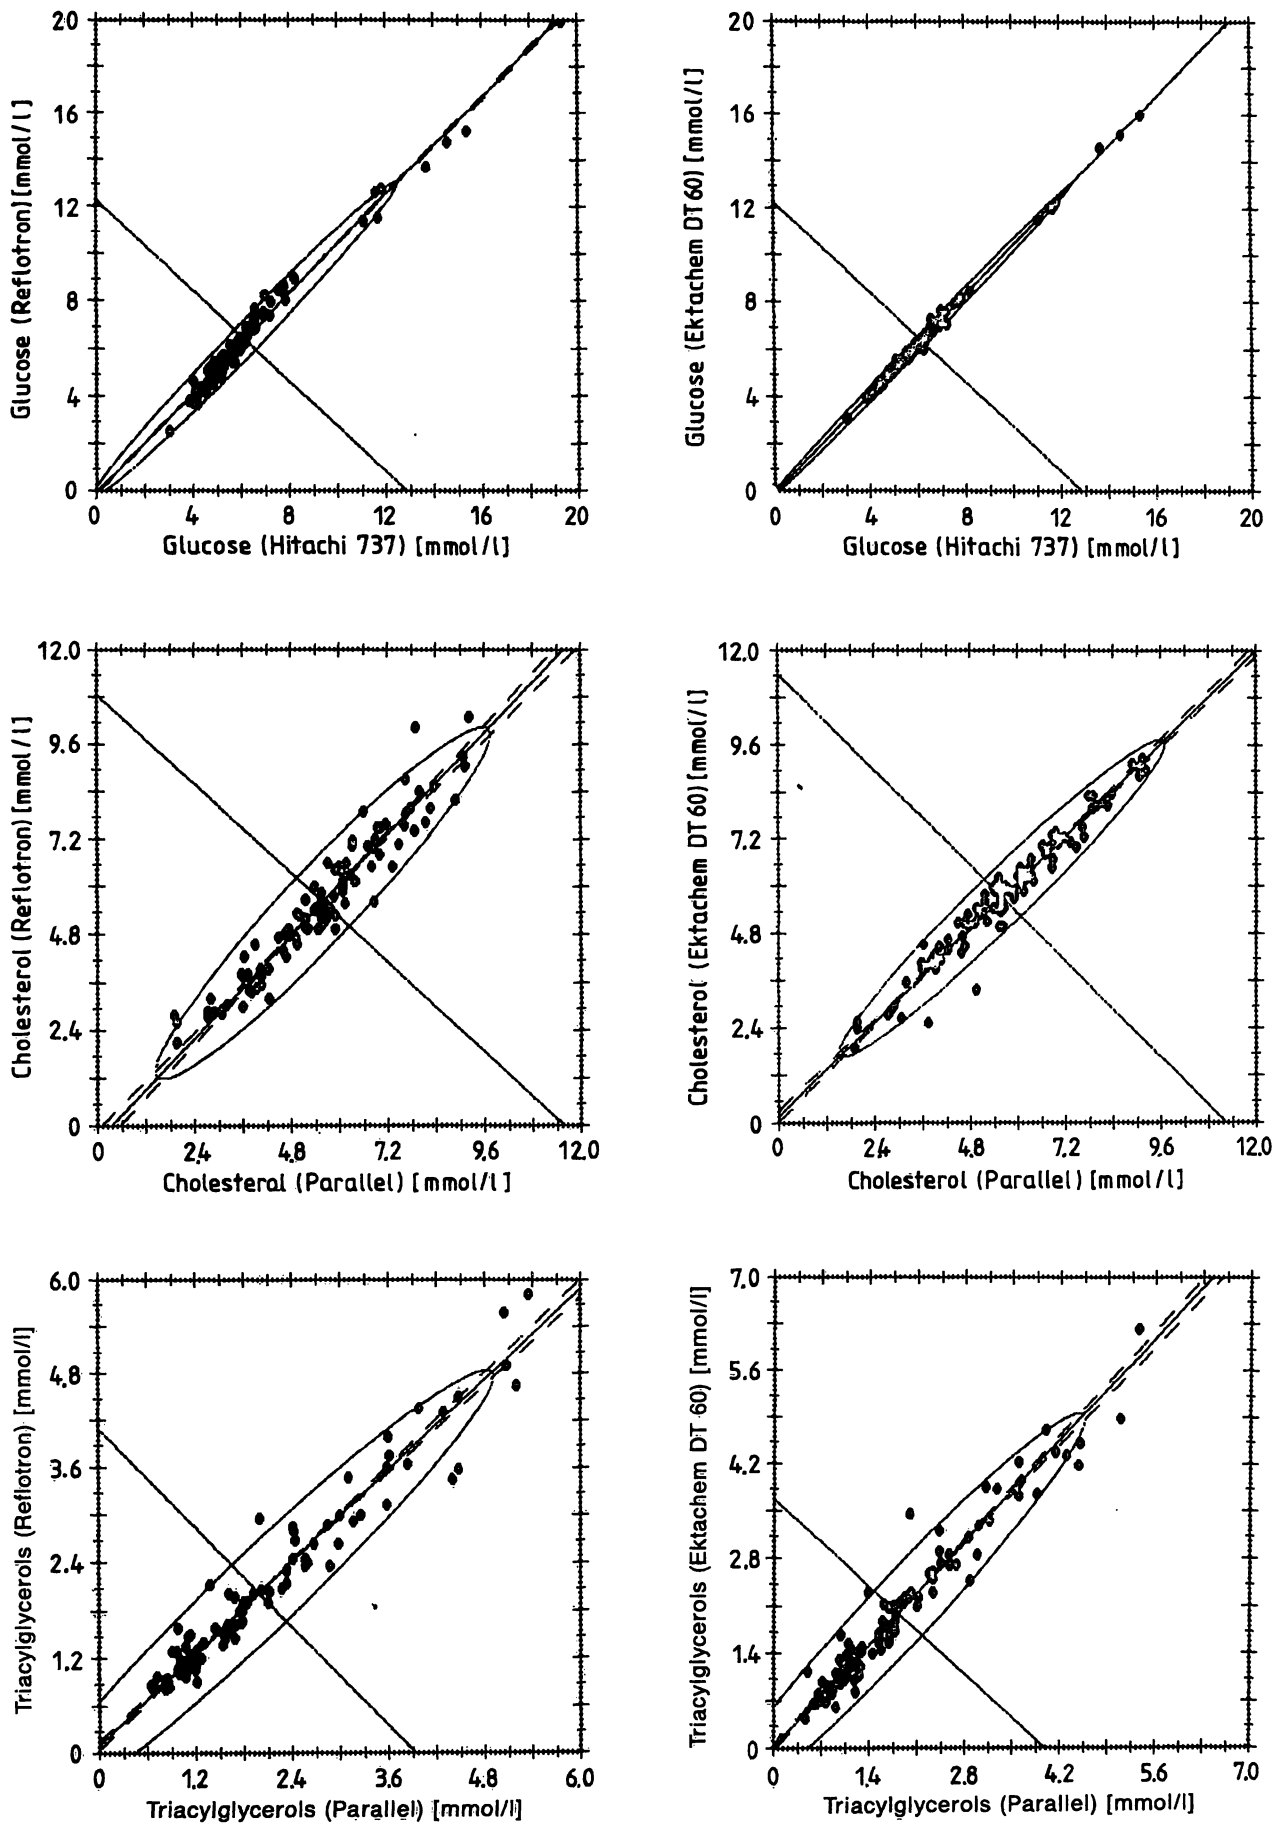 20
16
12
8
4
0
Glucose (Reflotron) [mmol/l]
0 4 8 12 16 20
Glucose (Hitachi 737) [mmol/l]
20
16
12
8
4
0
Glucose (Ektachem DT 60) [mmol/l]
0 4 8 12 16 20
Glucose (Hitachi 737) [mmol/l]
12.0
9.6
7.2
4.8
2.4
0
Cholesterol (Reflotron) [mmol/l]
0 2.4 4.8 7.2 9.6 12.0
Cholesterol (Parallel) [mmol/l]
12.0
9.6
7.2
4.8
2.4
0
Cholesterol (Ektachem DT 60) [mmol/l]
0 2.4 4.8 7.2 9.6 12.0
Cholesterol (Parallel) [mmol/l]
6.0
4.8
3.6
2.4
1.2
0
Triacylglycerols (Reflotron) [mmol/l]
0 1.2 2.4 3.6 4.8 6.0
Triacylglycerols (Parallel) [mmol/l]
7.0
5.6
4.2
2.8
1.4
0
Triacylglycerols (Ektachem DT 60) [mmol/l]
0 1.4 2.8 4.2 5.6 7.0
Triacylglycerols (Parallel) [mmol/l]